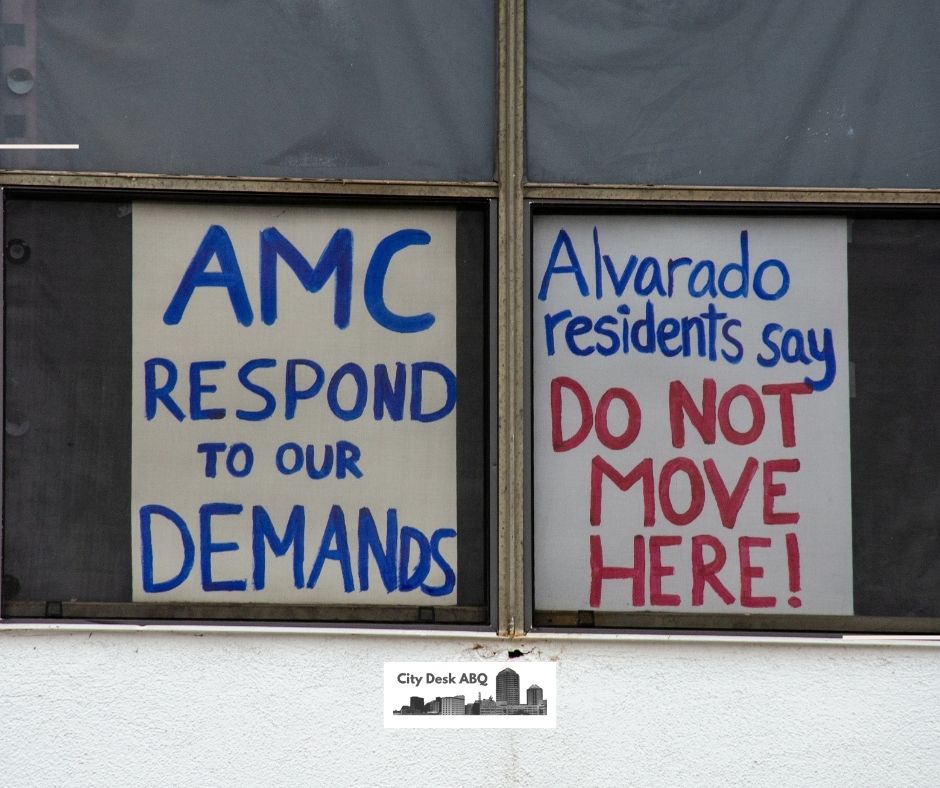 AMC
RESPOND
TO OUR
DEMANDS
Alvarado
residents say
DO NOT
MOVE
HERE!
City Desk ABQ